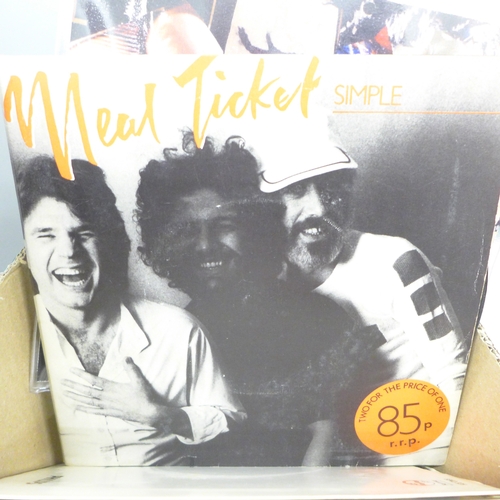 Meal Ticket
SIMPLE
TWO FOR THE PRICE OF ONE
85p
r.r.p.